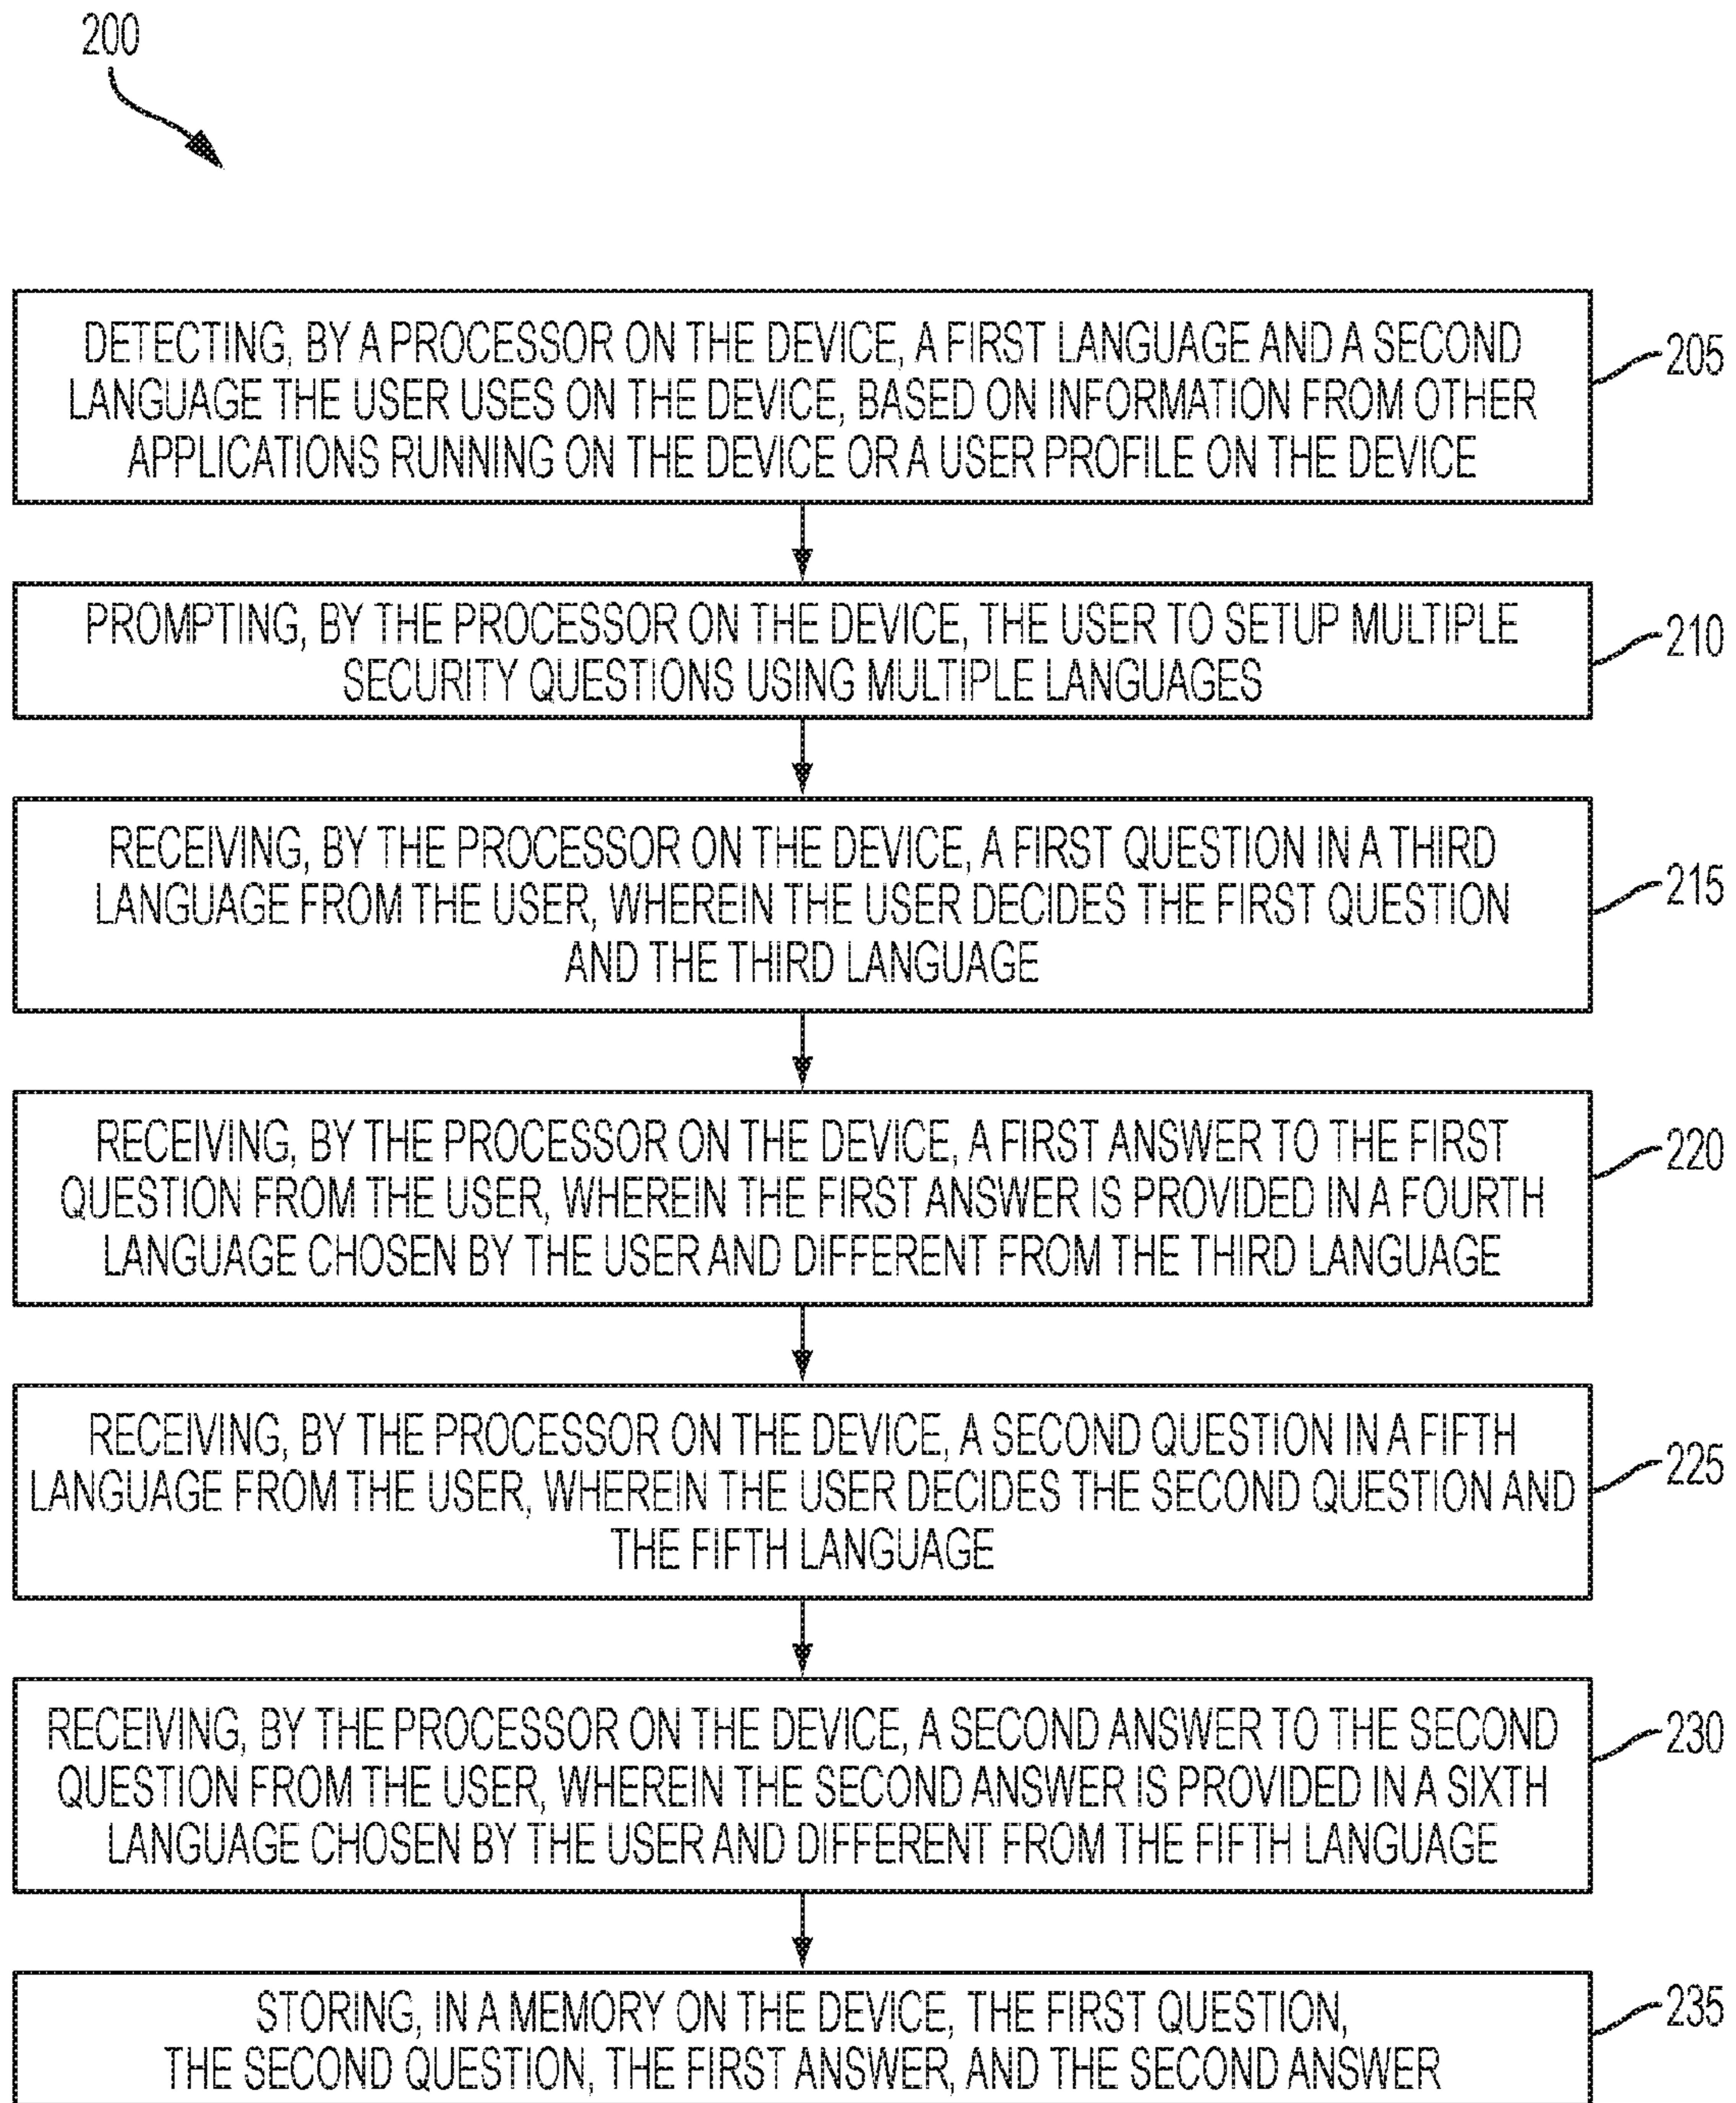 200
DETECTING, BY A PROCESSOR ON THE DEVICE, A FIRST LANGUAGE AND A SECOND
LANGUAGE THE USER USES ON THE DEVICE, BASED ON INFORMATION FROM OTHER
APPLICATIONS RUNNING ON THE DEVICE OR A USER PROFILE ON THE DEVICE
205
PROMPTING, BY THE PROCESSOR ON THE DEVICE, THE USER TO SETUP MULTIPLE
SECURITY QUESTIONS USING MULTIPLE LANGUAGES
210
RECEIVING, BY THE PROCESSOR ON THE DEVICE, A FIRST QUESTION IN A THIRD
LANGUAGE FROM THE USER, WHEREIN THE USER DECIDES THE FIRST QUESTION
AND THE THIRD LANGUAGE
215
RECEIVING, BY THE PROCESSOR ON THE DEVICE, A FIRST ANSWER TO THE FIRST
QUESTION FROM THE USER, WHEREIN THE FIRST ANSWER IS PROVIDED IN A FOURTH
LANGUAGE CHOSEN BY THE USER AND DIFFERENT FROM THE THIRD LANGUAGE
220
RECEIVING, BY THE PROCESSOR ON THE DEVICE, A SECOND QUESTION IN A FIFTH
LANGUAGE FROM THE USER, WHEREIN THE USER DECIDES THE SECOND QUESTION AND
THE FIFTH LANGUAGE
225
RECEIVING, BY THE PROCESSOR ON THE DEVICE, A SECOND ANSWER TO THE SECOND
QUESTION FROM THE USER, WHEREIN THE SECOND ANSWER IS PROVIDED IN A SIXTH
LANGUAGE CHOSEN BY THE USER AND DIFFERENT FROM THE FIFTH LANGUAGE
230
STORING, IN A MEMORY ON THE DEVICE, THE FIRST QUESTION,
THE SECOND QUESTION, THE FIRST ANSWER, AND THE SECOND ANSWER
235